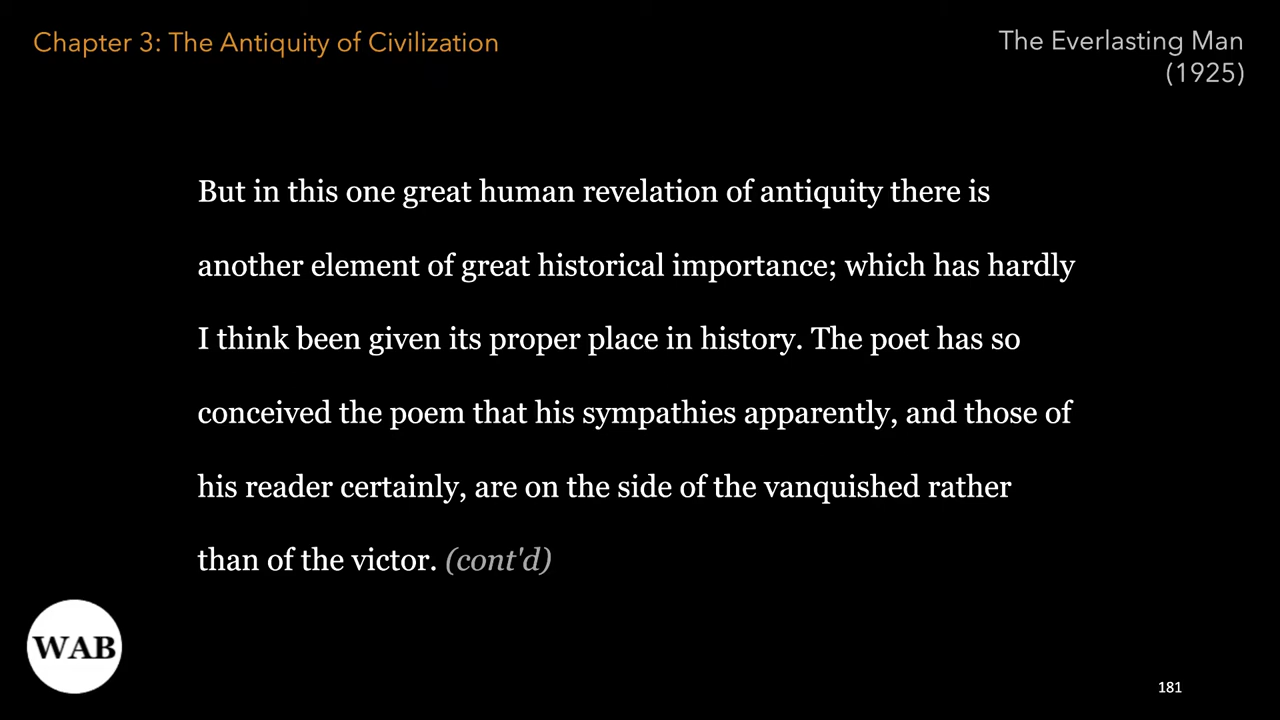 Chapter 3: The Antiquity of Civilization
The Everlasting Man
(1925)
But in this one great human revelation of antiquity there is
another element of great historical importance; which has hardly
I think been given its proper place in history. The poet has so
conceived the poem that his sympathies apparently, and those of
his reader certainly, are on the side of the vanquished rather
than of the victor. (cont'd)
WAB
181